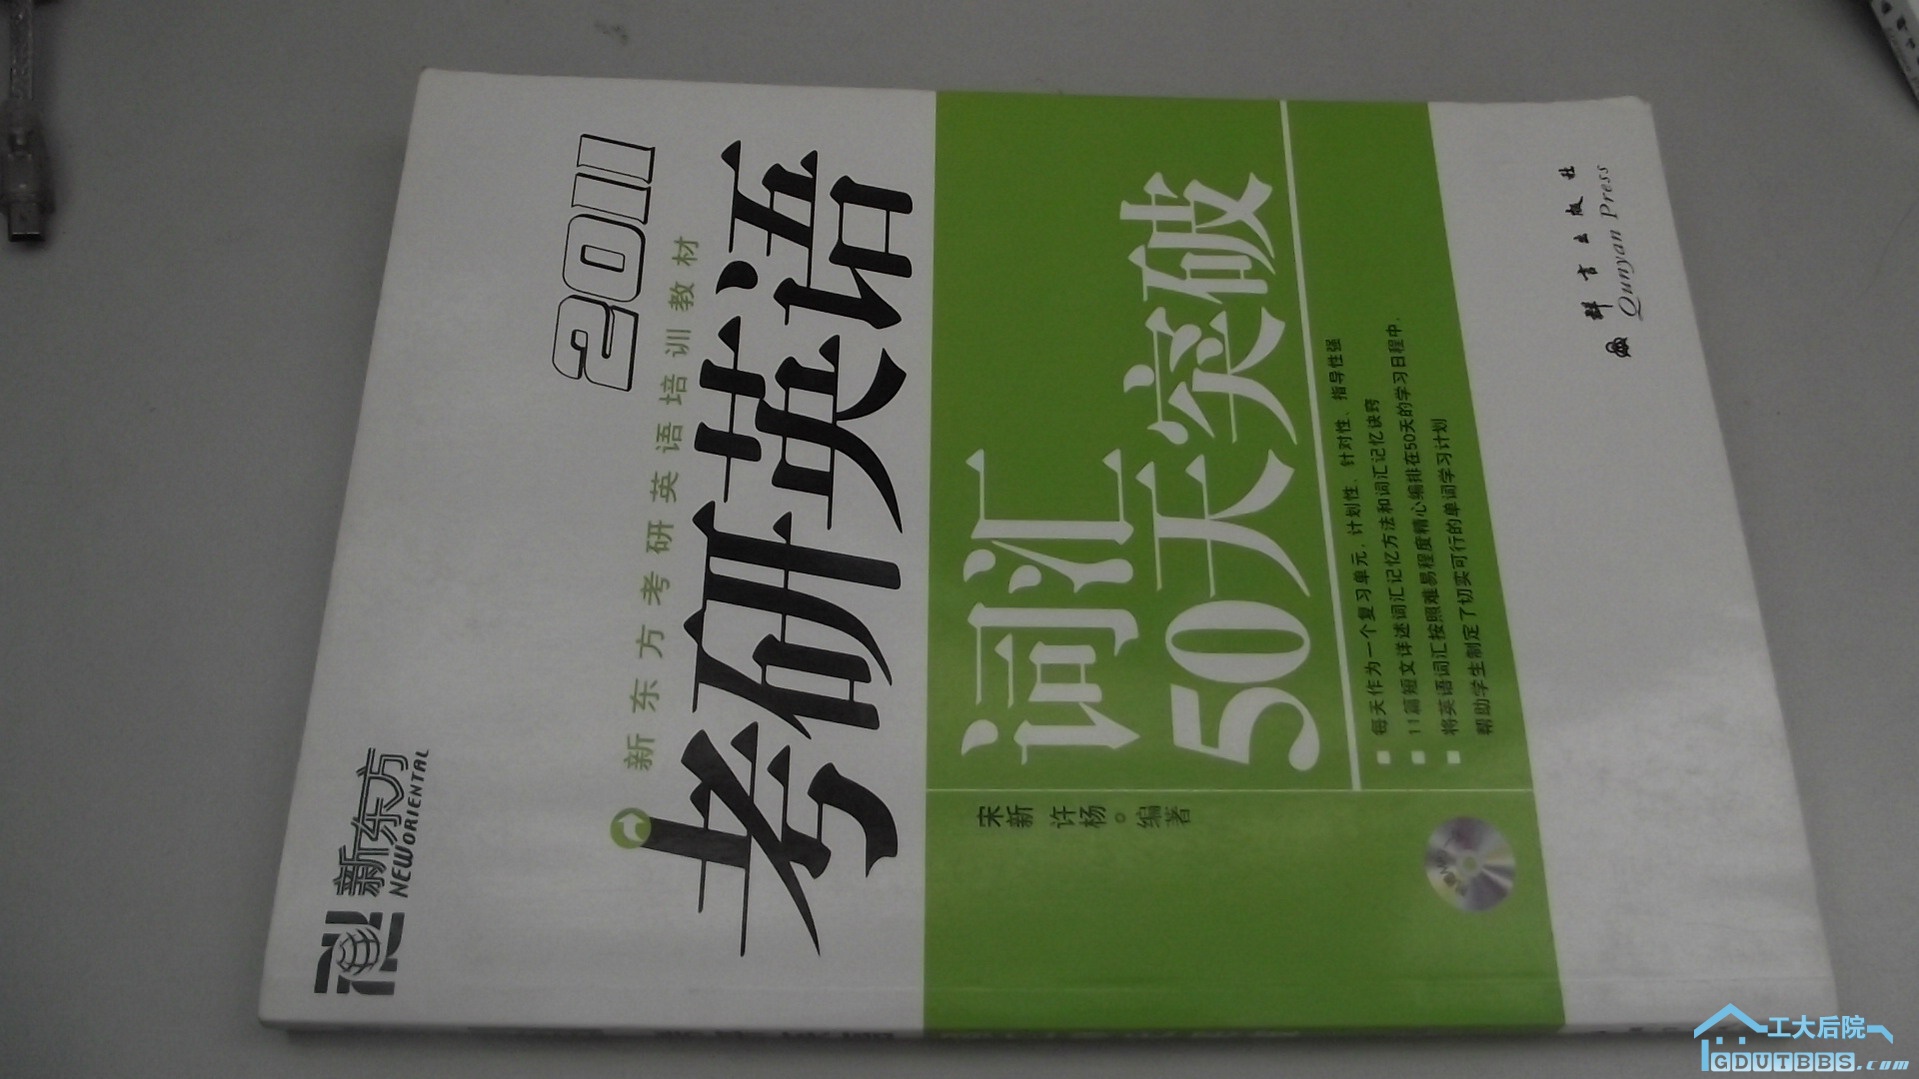 新东方
NEWORIENTAL
2011
新东方考研英语培训教材
考研英语
词汇
50天突破
宋新 许杨 编著
每天作为一个复习单元，计划性、针对性、指导性强
11篇短文详述词汇记忆方法和词汇记忆诀窍
将英语词汇按照难易程度精心编排在50天的学习日程中，
帮助学生制定了切实可行的单词学习计划
群言出版社
Qunyan Press
工大后院
GDUTBBS.com